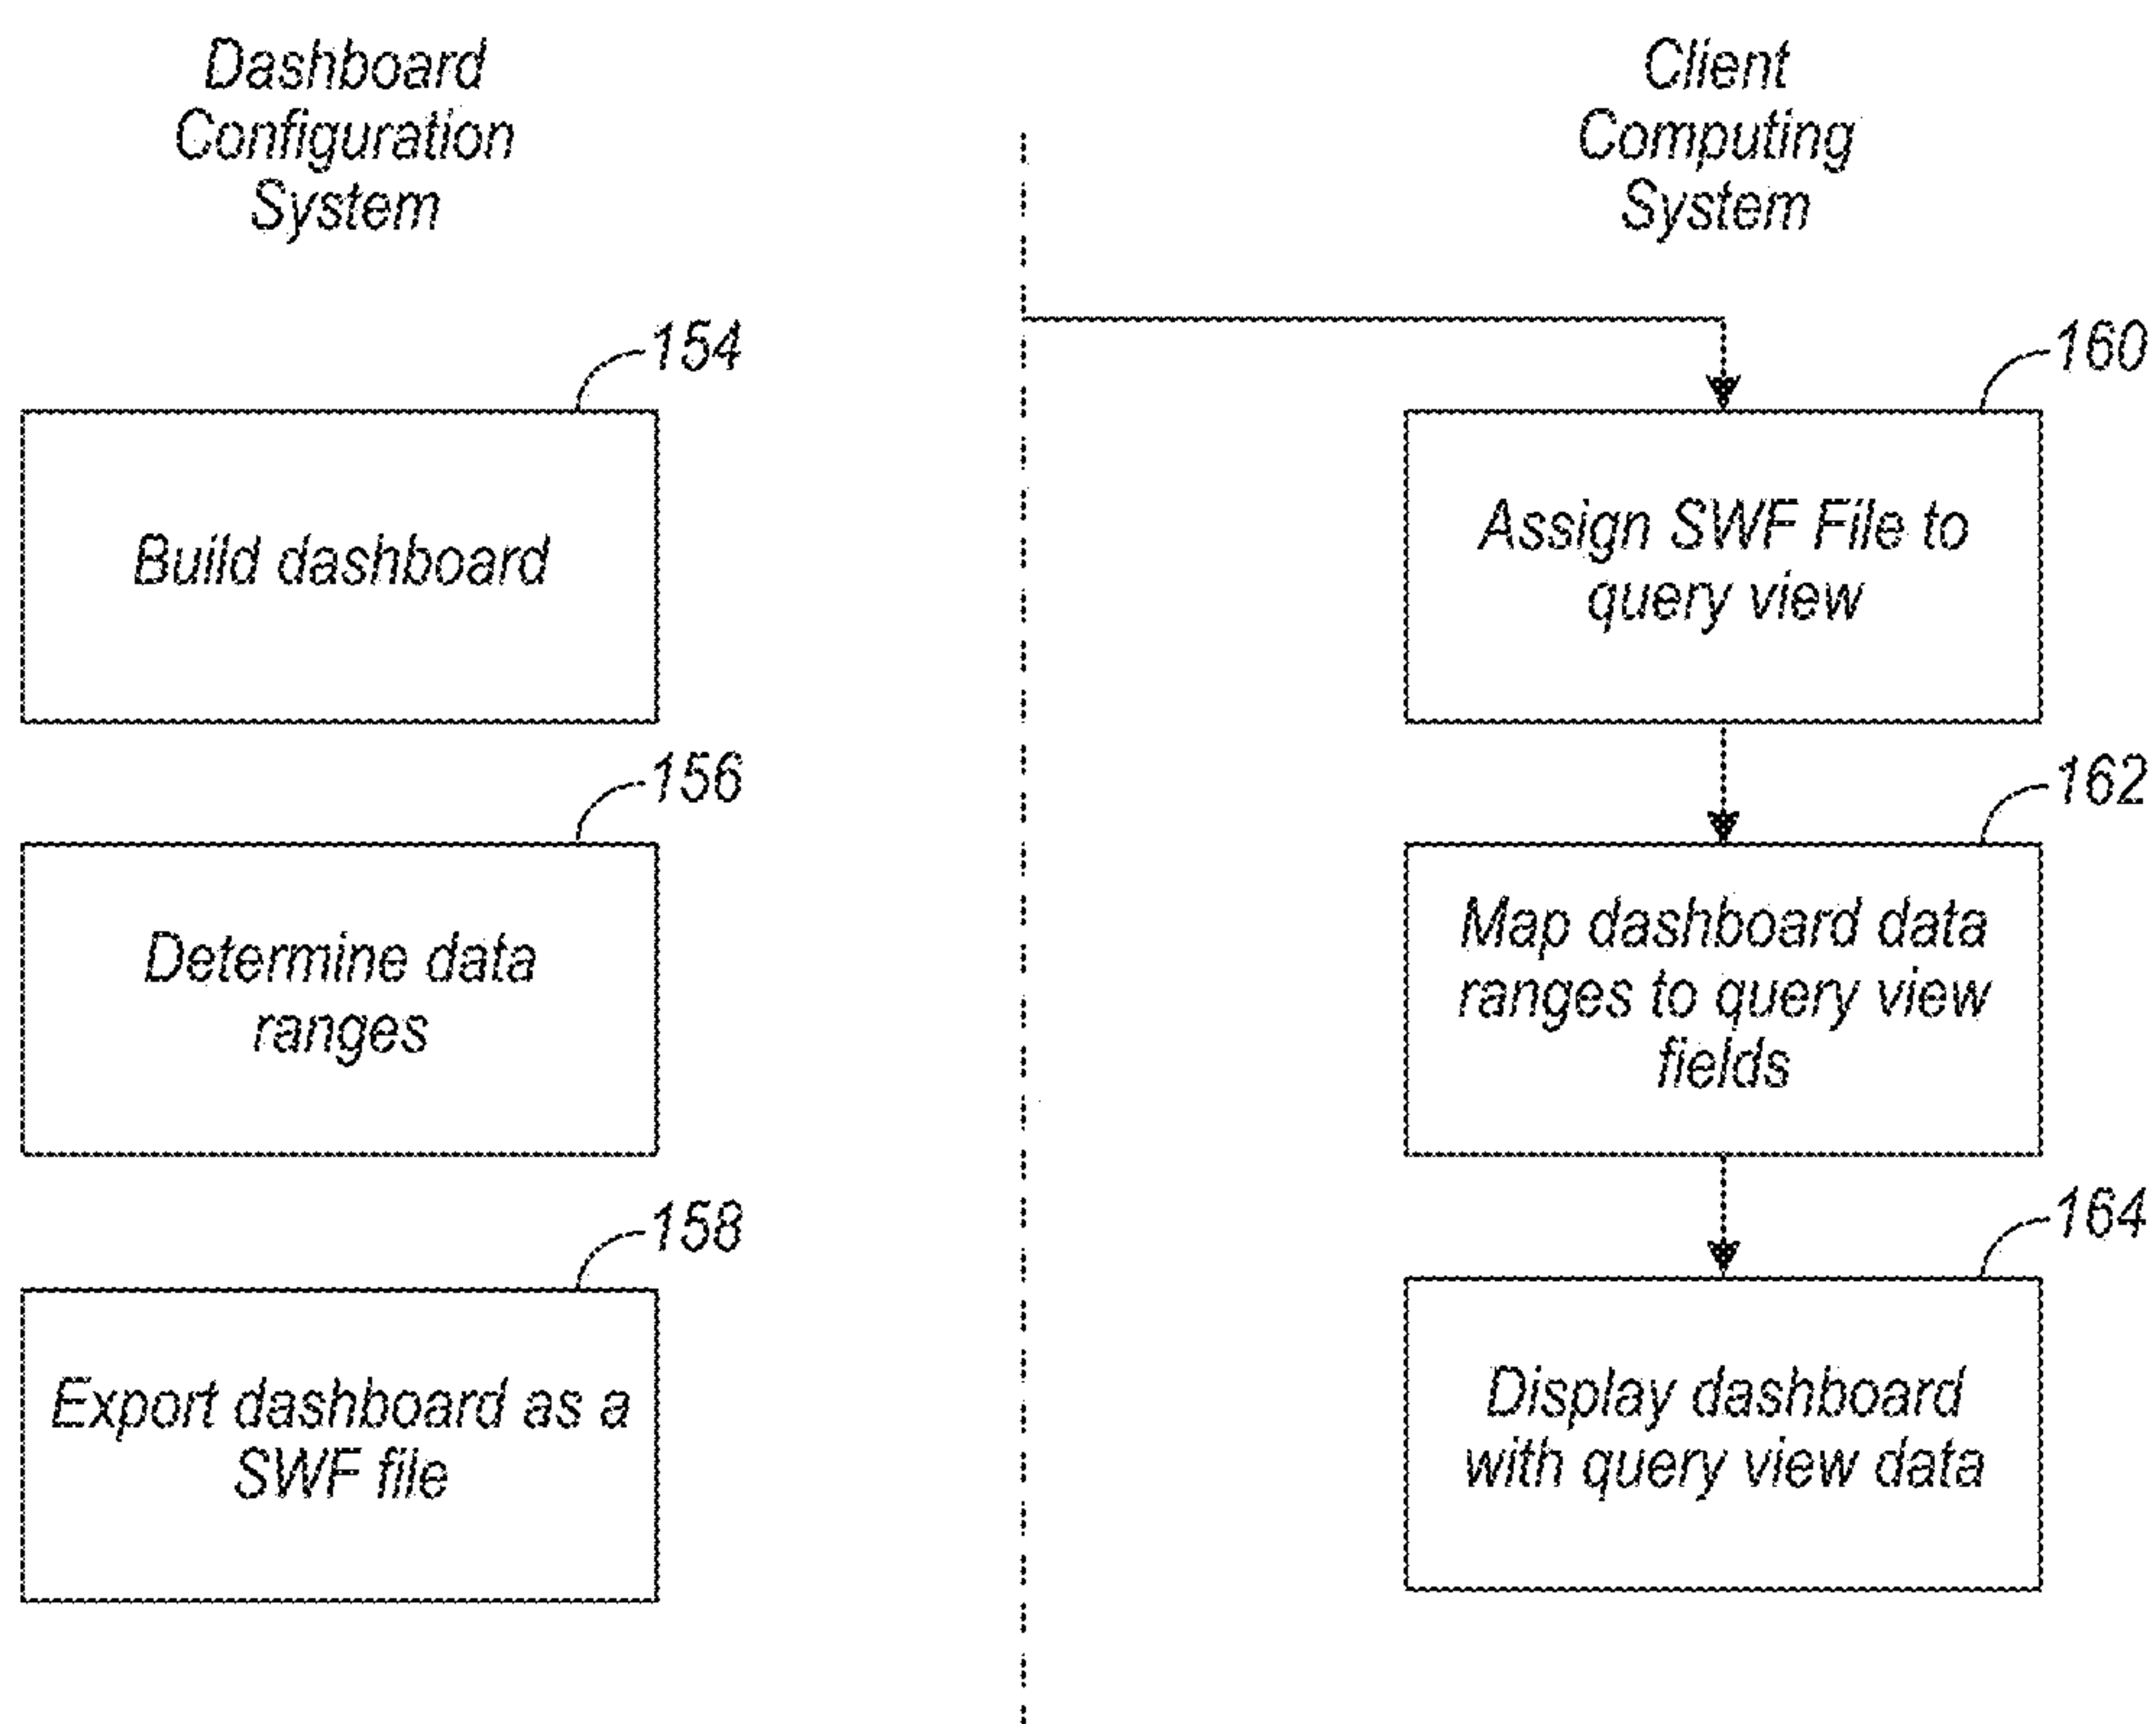 Dashboard
Configuration
System
154
Build dashboard
156
Determine data
ranges
158
Export dashboard as a
SWF file
Client
Computing
System
160
Assign SWF File to
query view
162
Map dashboard data
ranges to query view
fields
164
Display dashboard
with query view data